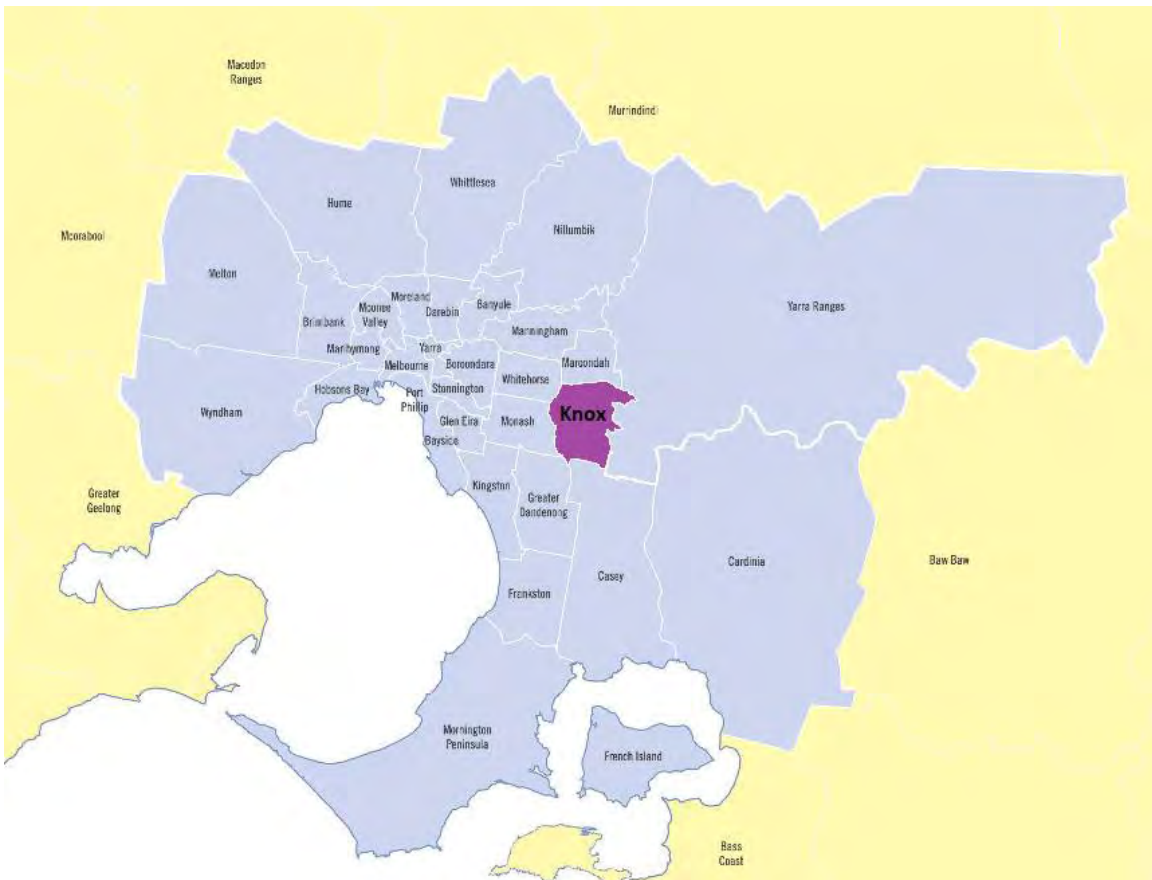 Macedon
Ranges
Murrindindi
Whittlesea
Hume
Nillumbik
Moorabool
Melton
Yarra Ranges
Moreland
Banyule
Moonee
Valley
Darebin
Brimbank
Manningham
Yarra
Maribyrnong
Maroondah
Melbourne
Boroondara
Whitehorse
Hobsons Bay
Stonnington
Port
Phillip
Wyndham
Knox
Glen Eira
Monash
Bayside
Kingston
Greater
Geelong
Greater
Dandenong
Cardinia
Baw Baw
Casey
Frankston
Mornington
Peninsula
French Island
Bass
Coast